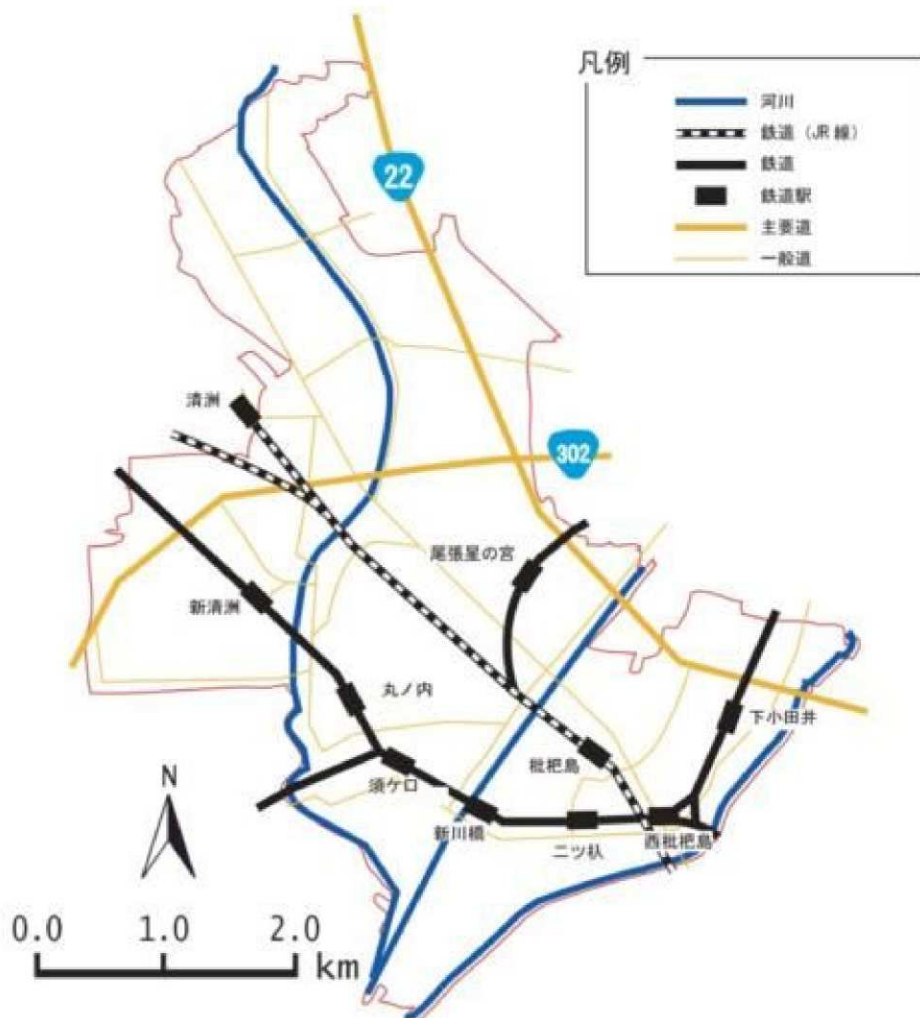 凡例
河川
鉄道（JR線）
鉄道
鉄道駅
主要道
一般道
22
清洲
302
尾張星の宮
新清洲
丸ノ内
下小田井
枇杷島
須ケ口
新川橋
二ツ杁
西枇杷島
N
0.0 1.0 2.0
km